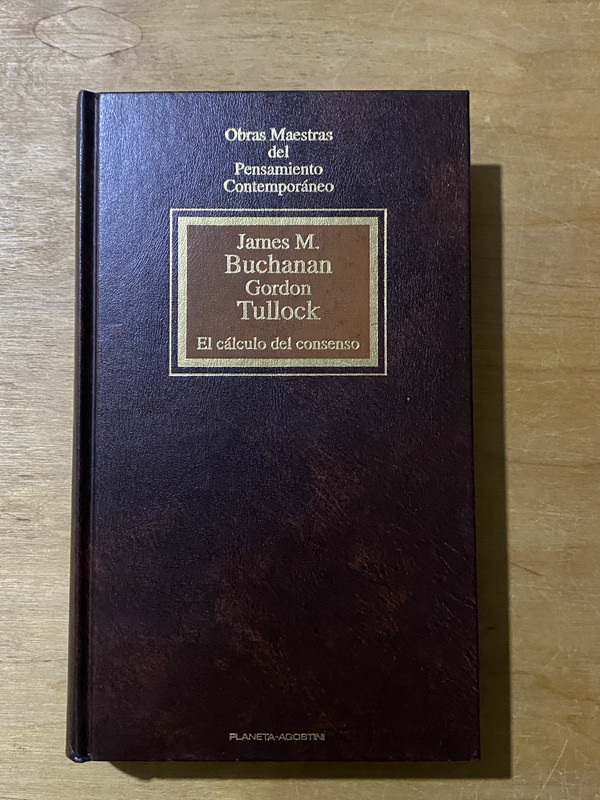 Obras Maestras
del
Pensamiento
Contemporáneo
James M.
Buchanan
Gordon
Tullock
El cálculo del consenso
PLANETA-AGOSTINI